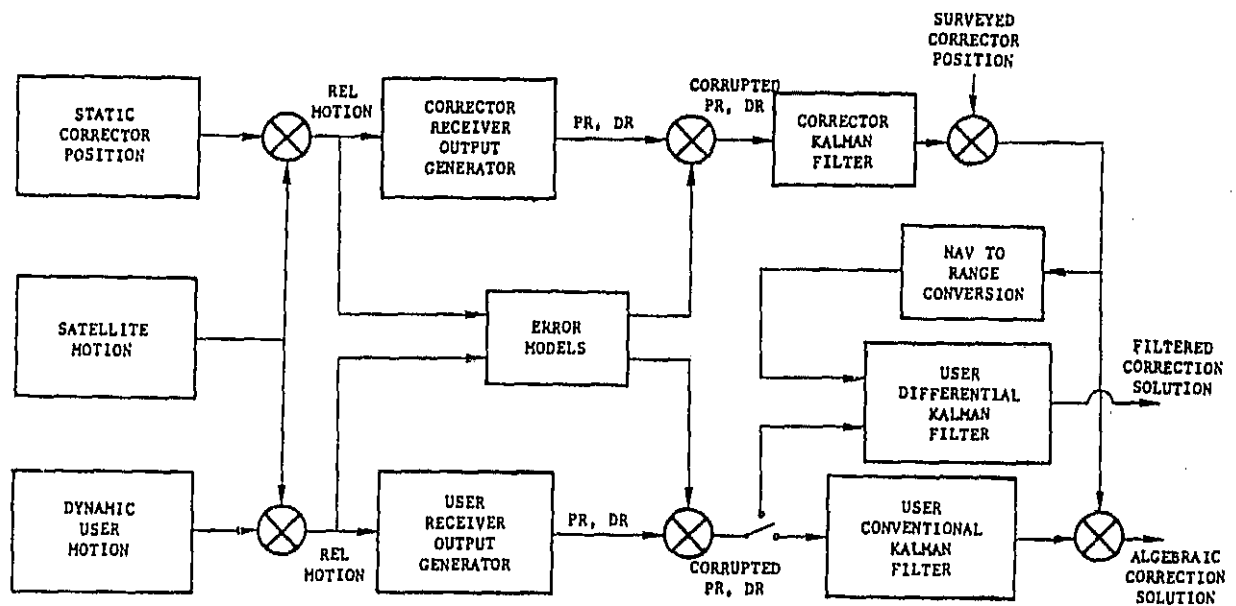 SURVEYED
CORRECTOR
POSITION
STATIC
CORRECTOR
POSITION
REL
MOTION
CORRECTOR
RECEIVER
OUTPUT
GENERATOR
PR, DR
CORRUPTED
PR, DR
CORRECTOR
KALMAN
FILTER
NAV TO
RANGE
CONVERSION
SATELLITE
MOTION
ERROR
MODELS
USER
DIFFERENTIAL
KALMAN
FILTER
FILTERED
CORRECTION
SOLUTION
DYNAMIC
USER
MOTION
REL
MOTION
USER
RECEIVER
OUTPUT
GENERATOR
PR, DR
CORRUPTED
PR, DR
USER
CONVENTIONAL
KALMAN
FILTER
ALGEBRAIC
CORRECTION
SOLUTION